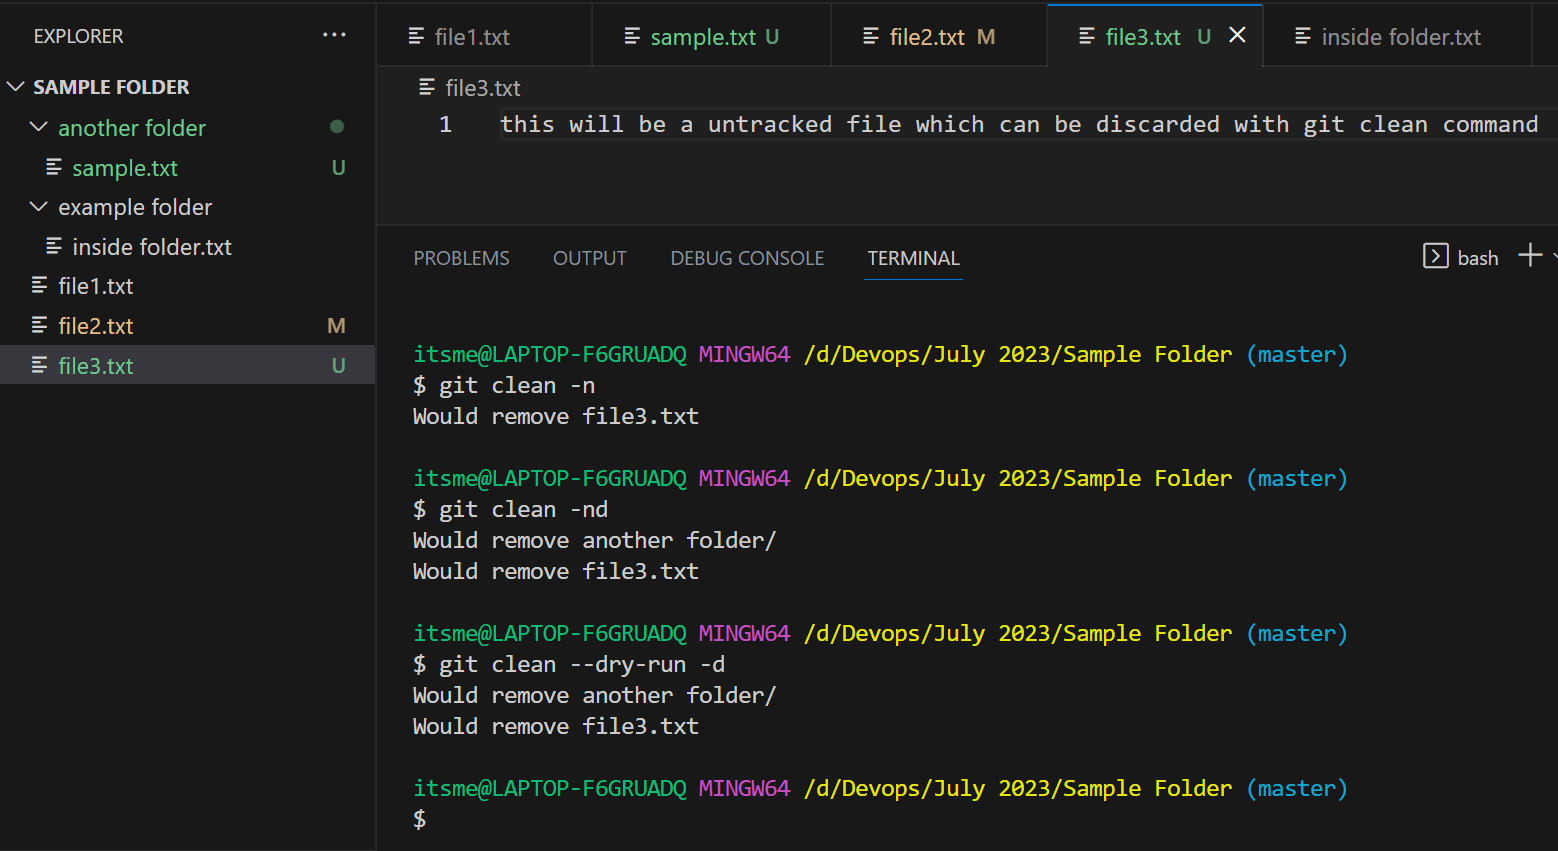 EXPLORER ...
SAMPLE FOLDER
another folder
sample.txt U
example folder
inside folder.txt
file1.txt
file2.txt M
file3.txt U
file1.txt sample.txt U file2.txt M file3.txt U inside folder.txt
file3.txt
1 this will be a untracked file which can be discarded with git clean command
PROBLEMS OUTPUT DEBUG CONSOLE TERMINAL bash
itsme@LAPTOP-F6GRUADQ MINGW64 /d/Devops/July 2023/Sample Folder (master)
$ git clean -n
Would remove file3.txt
itsme@LAPTOP-F6GRUADQ MINGW64 /d/Devops/July 2023/Sample Folder (master)
$ git clean -nd
Would remove another folder/
Would remove file3.txt
itsme@LAPTOP-F6GRUADQ MINGW64 /d/Devops/July 2023/Sample Folder (master)
$ git clean --dry-run -d
Would remove another folder/
Would remove file3.txt
itsme@LAPTOP-F6GRUADQ MINGW64 /d/Devops/July 2023/Sample Folder (master)
$